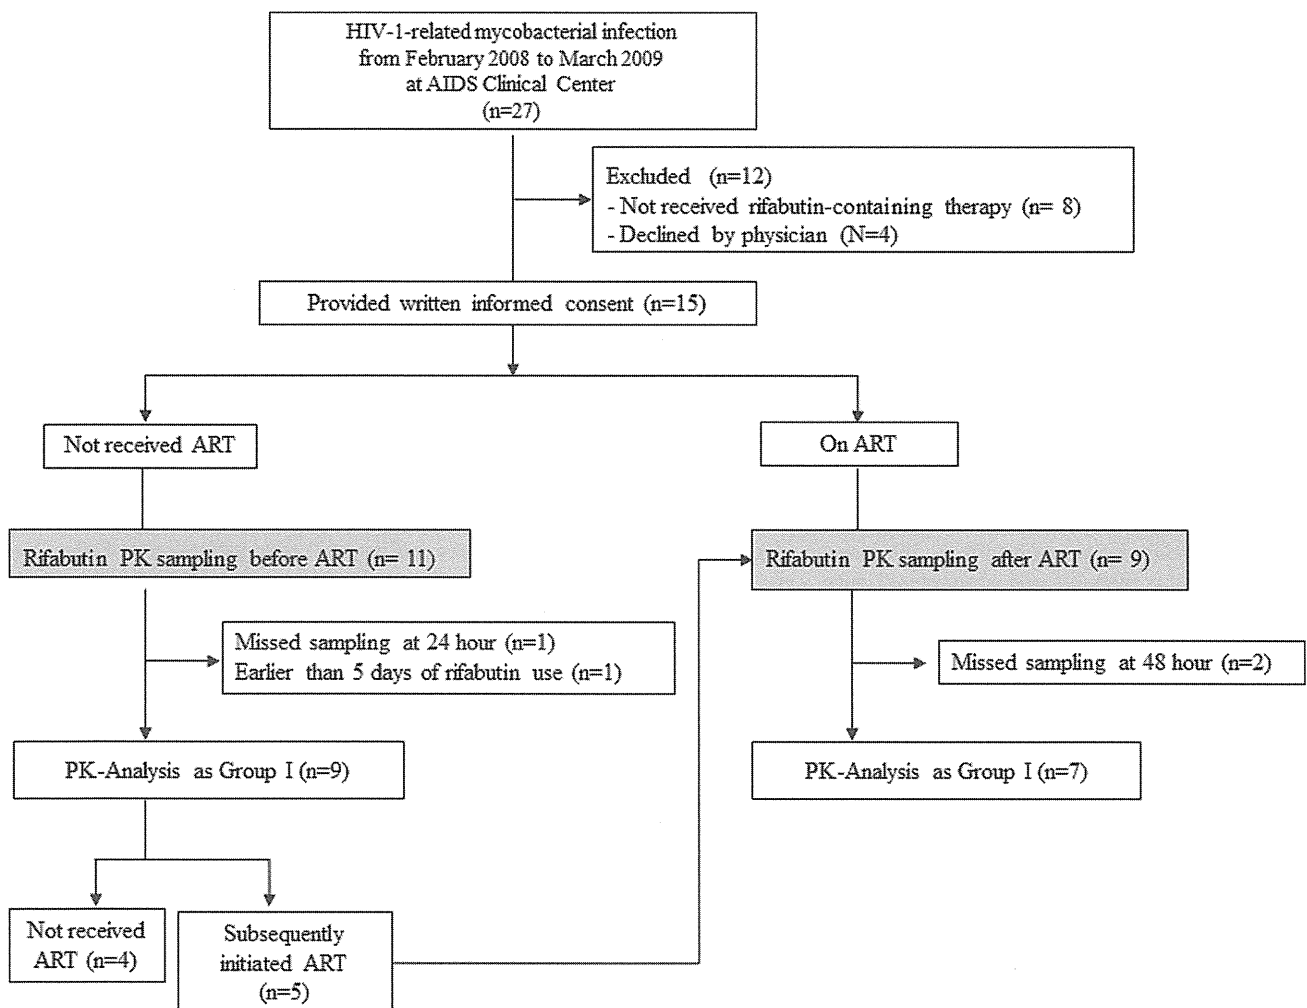 HIV-1-related mycobacterial infection
from February 2008 to March 2009
at AIDS Clinical Center
(n=27)
Excluded (n=12)
- Not received rifabutin-containing therapy (n= 8)
- Declined by physician (N=4)
Provided written informed consent (n=15)
Not received ART
On ART
Rifabutin PK sampling before ART (n= 11)
Rifabutin PK sampling after ART (n= 9)
Missed sampling at 24 hour (n=1)
Earlier than 5 days of rifabutin use (n=1)
Missed sampling at 48 hour (n=2)
PK-Analysis as Group I (n=9)
PK-Analysis as Group I (n=7)
Not received
ART (n=4)
Subsequently
initiated ART
(n=5)